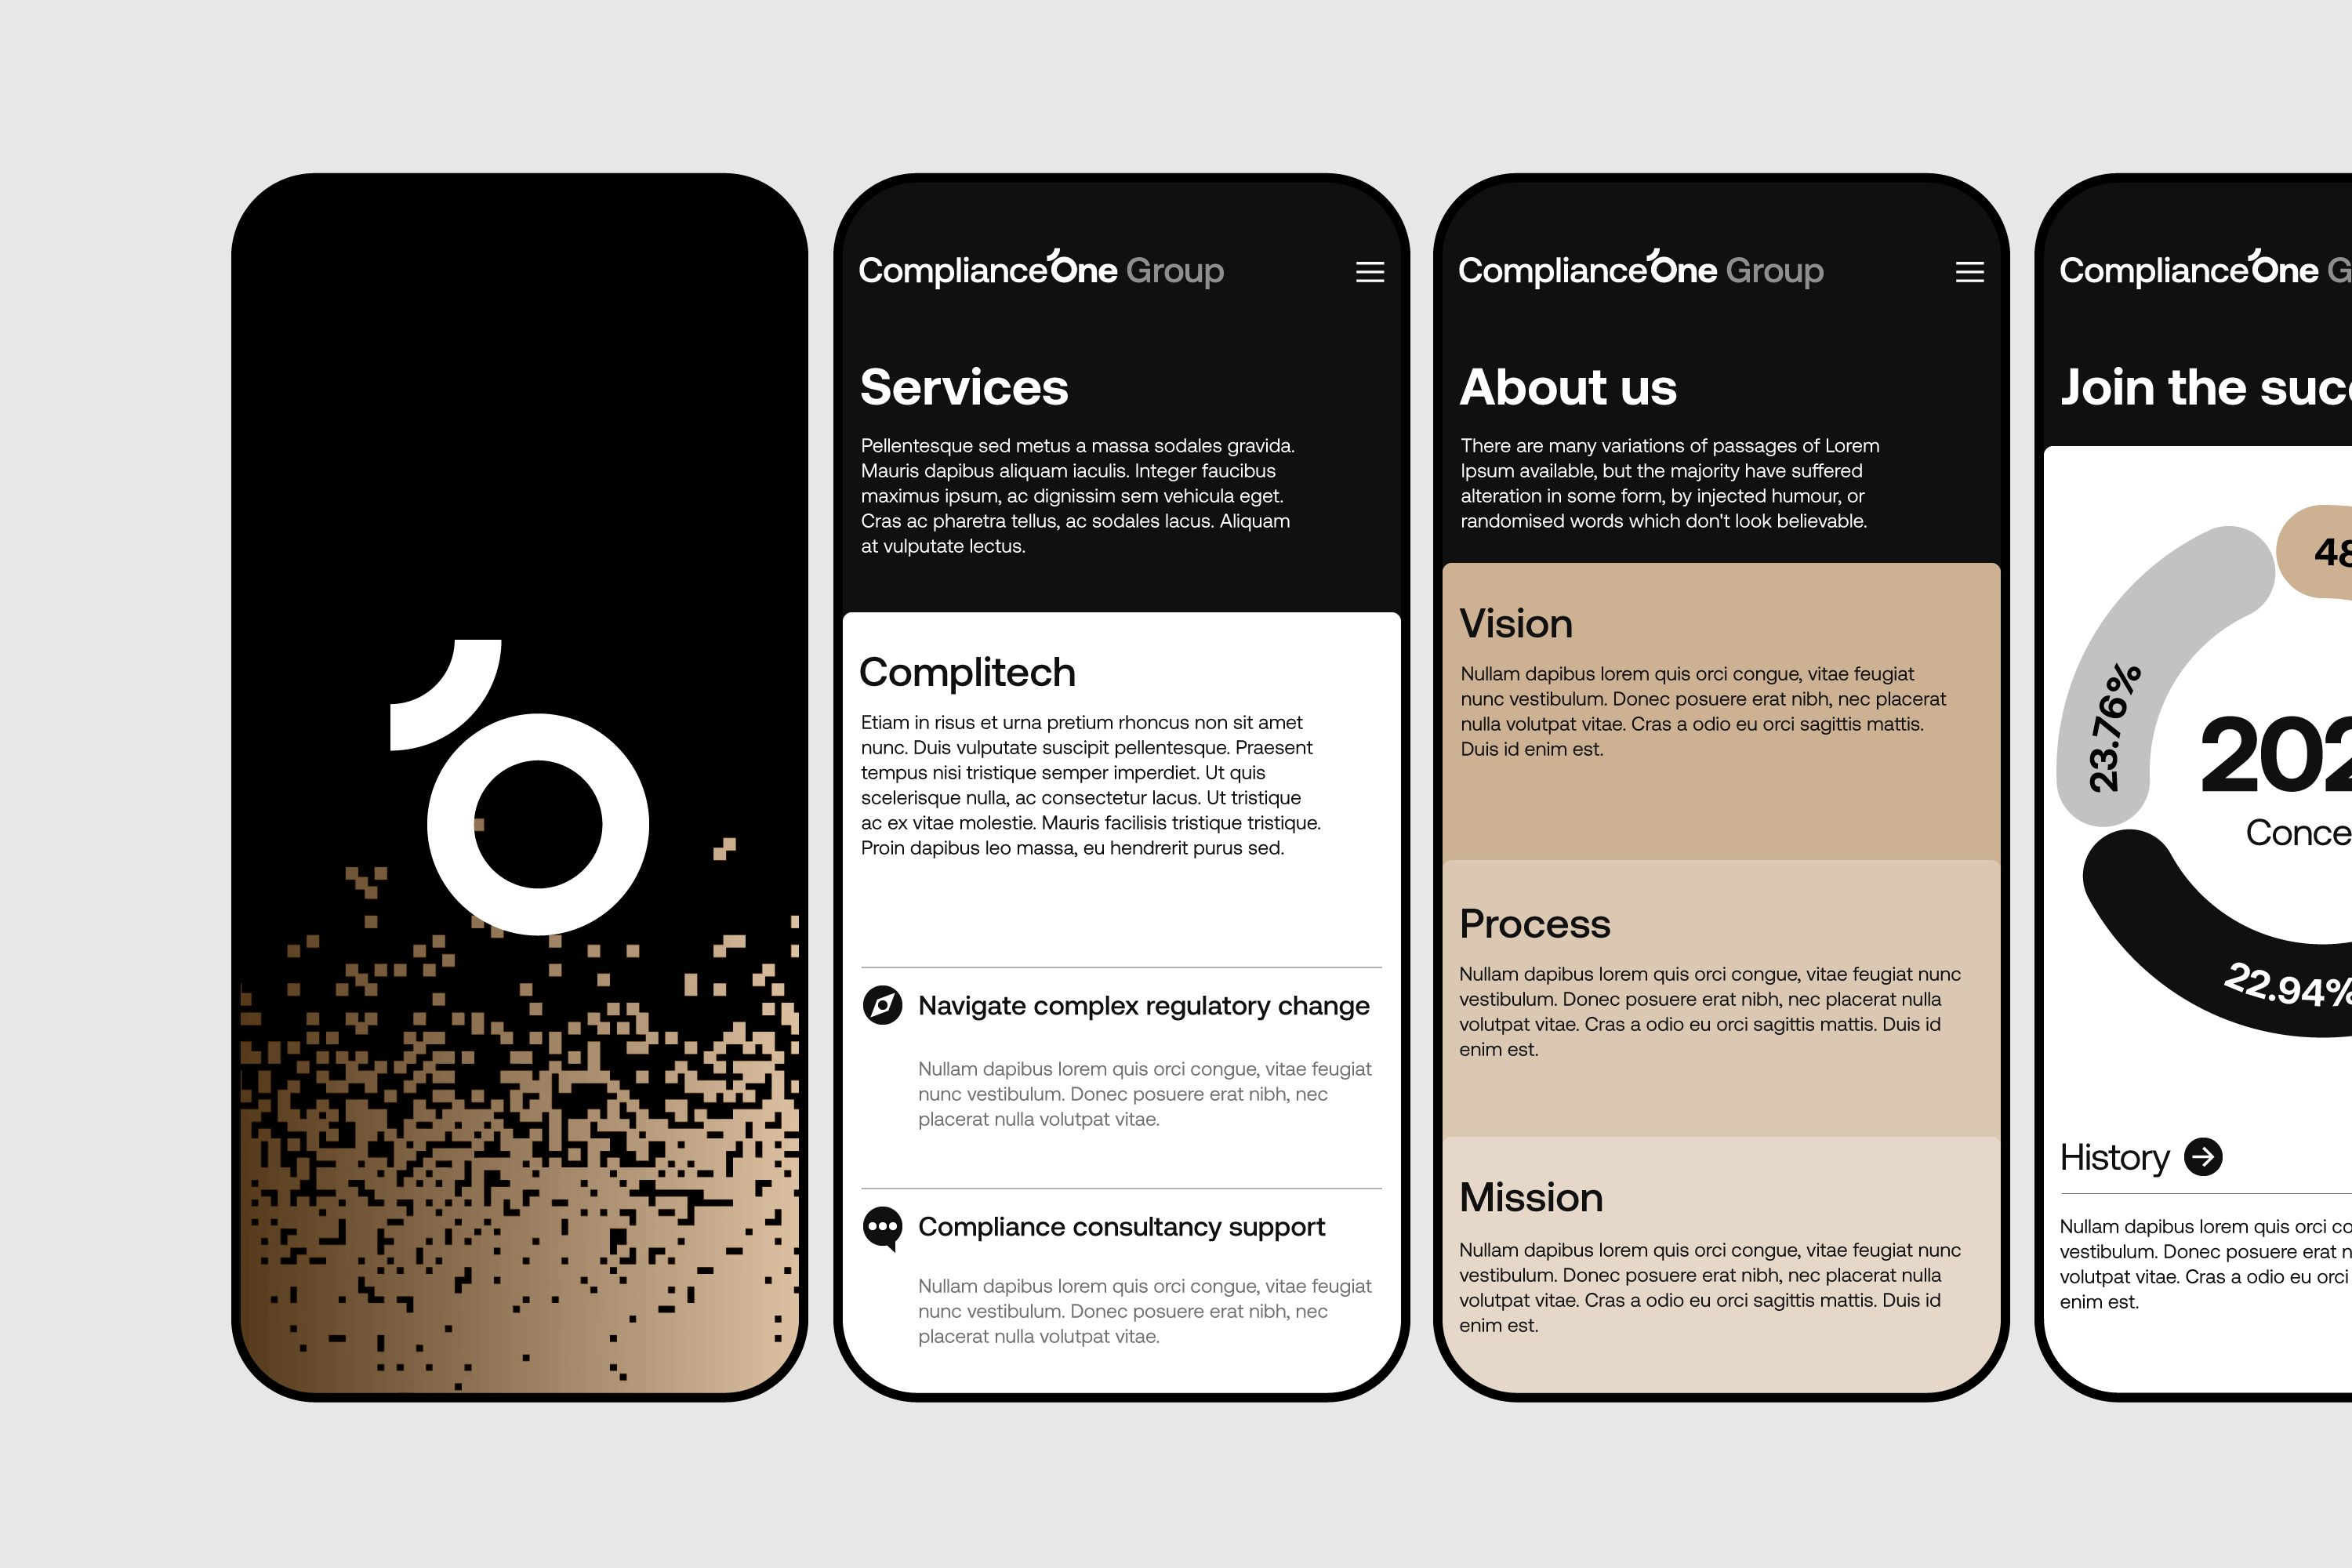 ComplianceOne Group
Services
Pellentesque sed metus a massa sodales gravida.
Mauris dapibus aliquam iaculis. Integer faucibus
maximus ipsum, ac dignissim sem vehicula eget.
Cras ac pharetra tellus, ac sodales lacus. Aliquam
at vulputate lectus.
Complitech
Etiam in risus et urna pretium rhoncus non sit amet
nunc. Duis vulputate suscipit pellentesque. Praesent
tempus nisi tristique semper imperdiet. Ut quis
scelerisque nulla, ac consectetur lacus. Ut tristique
ac ex vitae molestie. Mauris facilisis tristique tristique.
Proin dapibus leo massa, eu hendrerit purus sed.
Navigate complex regulatory change
Nullam dapibus lorem quis orci congue, vitae feugiat
nunc vestibulum. Donec posuere erat nibh, nec
placerat nulla volutpat vitae.
Compliance consultancy support
Nullam dapibus lorem quis orci congue, vitae feugiat
nunc vestibulum. Donec posuere erat nibh, nec
placerat nulla volutpat vitae.
ComplianceOne Group
About us
There are many variations of passages of Lorem
Ipsum available, but the majority have suffered
alteration in some form, by injected humour, or
randomised words which don't look believable.
Vision
Nullam dapibus lorem quis orci congue, vitae feugiat
nunc vestibulum. Donec posuere erat nibh, nec placerat
nulla volutpat vitae. Cras a odio eu orci sagittis mattis.
Duis id enim est.
Process
Nullam dapibus lorem quis orci congue, vitae feugiat nunc
vestibulum. Donec posuere erat nibh, nec placerat nulla
volutpat vitae. Cras a odio eu orci sagittis mattis. Duis id
enim est.
Mission
Nullam dapibus lorem quis orci congue, vitae feugiat nunc
vestibulum. Donec posuere erat nibh, nec placerat nulla
volutpat vitae. Cras a odio eu orci sagittis mattis. Duis id
enim est.
ComplianceOne
Join the
23.76%
22.94%
History
Nullam dapibus lorem quis orci
vestibulum. Donec posuere erat
volutpat vitae. Cras a odio eu orci
enim est.